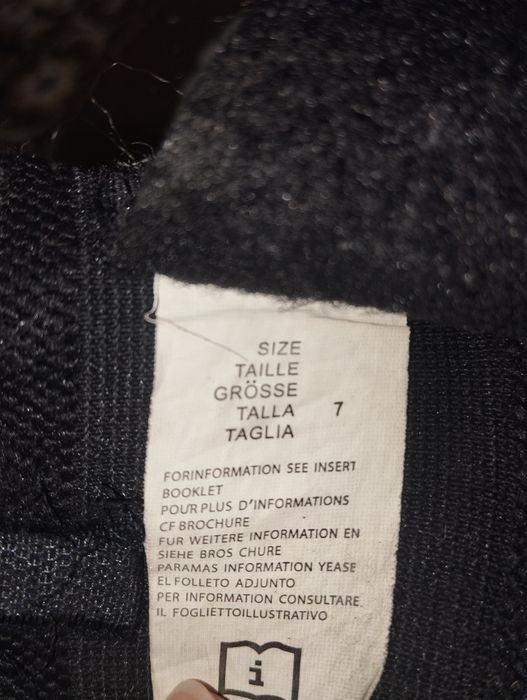 SIZE
TAILLE
GRÖSSE
TALLA 7
TAGLIA
FORINFORMATION SEE INSERT
BOOKLET
POUR PLUS D'INFORMATIONS
CF BROCHURE
FUR WEITERE INFORMATION EN
SIEHE BROS CHURE
PARAMAS INFORMATION YEASE
EL FOLLETO ADJUNTO
PER INFORMATION CONSULTARE
IL FOGLIETTOILLUSTRATIVO
i